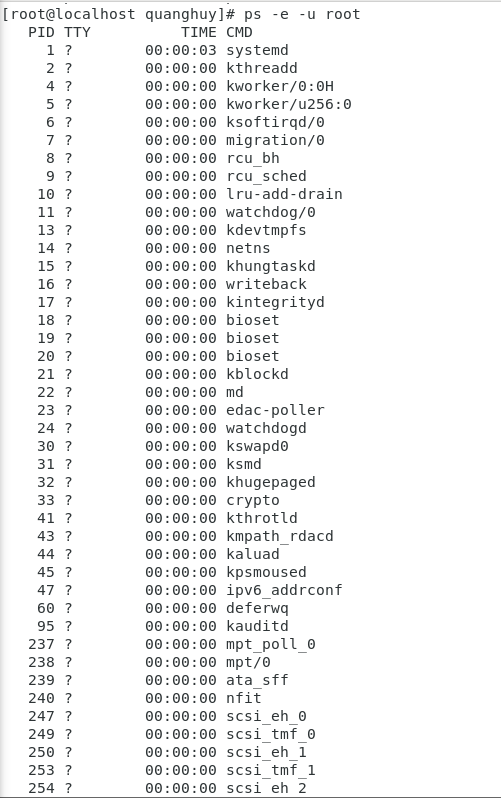 [root@localhost quanghuy]# ps -e -u root
PID TTY TIME CMD
1 ? 00:00:03 systemd
2 ? 00:00:00 kthreadd
4 ? 00:00:00 kworker/0:0H
5 ? 00:00:00 kworker/u256:0
6 ? 00:00:00 ksoftirqd/0
7 ? 00:00:00 migration/0
8 ? 00:00:00 rcu_bh
9 ? 00:00:00 rcu_sched
10 ? 00:00:00 lru-add-drain
11 ? 00:00:00 watchdog/0
13 ? 00:00:00 kdevtmpfs
14 ? 00:00:00 netns
15 ? 00:00:00 khungtaskd
16 ? 00:00:00 writeback
17 ? 00:00:00 kintegrityd
18 ? 00:00:00 bioset
19 ? 00:00:00 bioset
20 ? 00:00:00 bioset
21 ? 00:00:00 kblockd
22 ? 00:00:00 md
23 ? 00:00:00 edac-poller
24 ? 00:00:00 watchdogd
30 ? 00:00:00 kswapd0
31 ? 00:00:00 ksmd
32 ? 00:00:00 khugepaged
33 ? 00:00:00 crypto
41 ? 00:00:00 kthrotld
43 ? 00:00:00 kmpath_rdacd
44 ? 00:00:00 kaluad
45 ? 00:00:00 kpsmoused
47 ? 00:00:00 ipv6_addrconf
60 ? 00:00:00 deferwq
95 ? 00:00:00 kauditd
237 ? 00:00:00 mpt_poll_0
238 ? 00:00:00 mpt/0
239 ? 00:00:00 ata_sff
240 ? 00:00:00 nfit
247 ? 00:00:00 scsi_eh_0
249 ? 00:00:00 scsi_tmf_0
250 ? 00:00:00 scsi_eh_1
253 ? 00:00:00 scsi_tmf_1
254 ? 00:00:00 scsi_eh_2